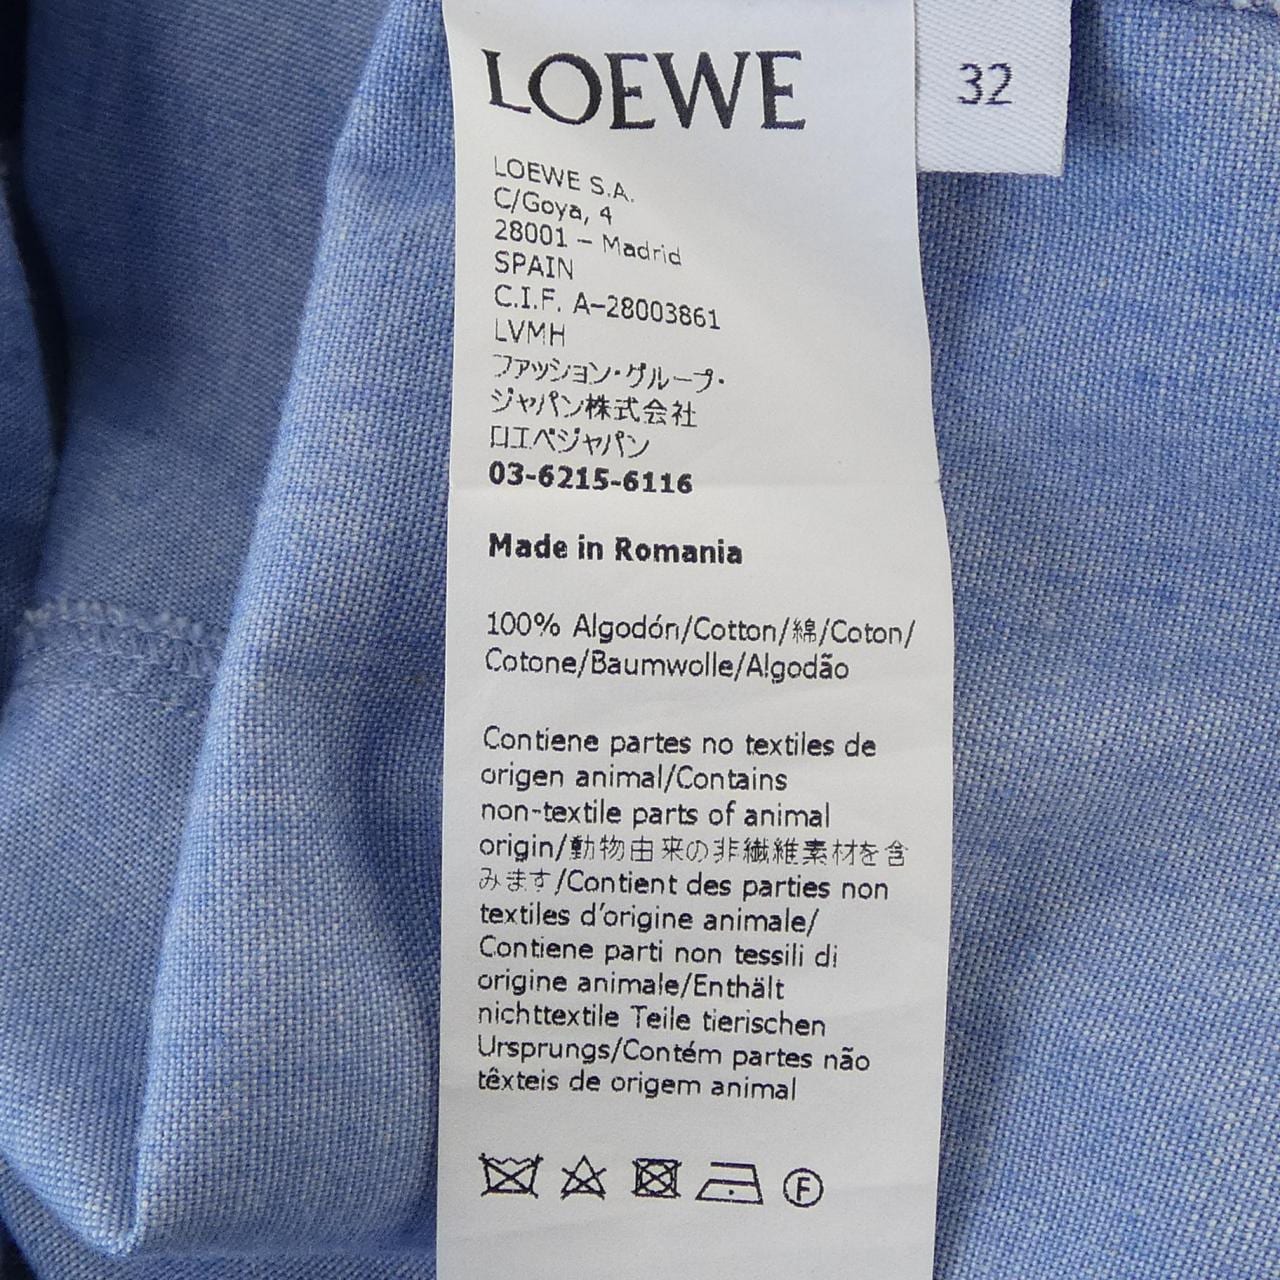 LOEWE
32
LOEWE S.A.
C/Goya, 4
28001 – Madrid
SPAIN
C.I.F. A–28003861
LVMH
ファッション・グループ・
ジャパン株式会社
ロエベジャパン
03-6215-6116
Made in Romania
100% Algodón/Cotton/綿/Coton/
Cotone/Baumwolle/Algodão
Contiene partes no textiles de
origen animal/Contains
non-textile parts of animal
origin/動物由来の非繊維素材を含
みます/Contient des parties non
textiles d’origine animale/
Contiene parti non tessili di
origine animale/Enthält
nichttextile Teile tierischen
Ursprungs/Contém partes não
têxteis de origem animal
F